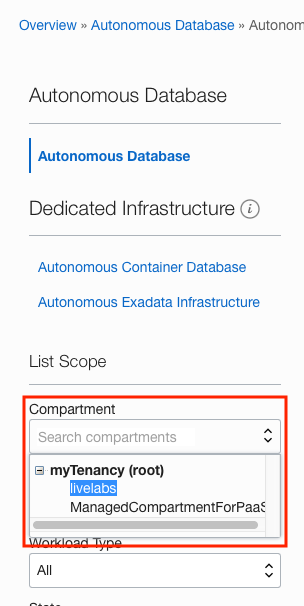 Overview » Autonomous Database » Autonom
Autonomous Database
Autonomous Database
Dedicated Infrastructure i
Autonomous Container Database
Autonomous Exadata Infrastructure
List Scope
Compartment
Search compartments
myTenancy (root)
livelabs
ManagedCompartmentForPaaS
Workload Type
All
State